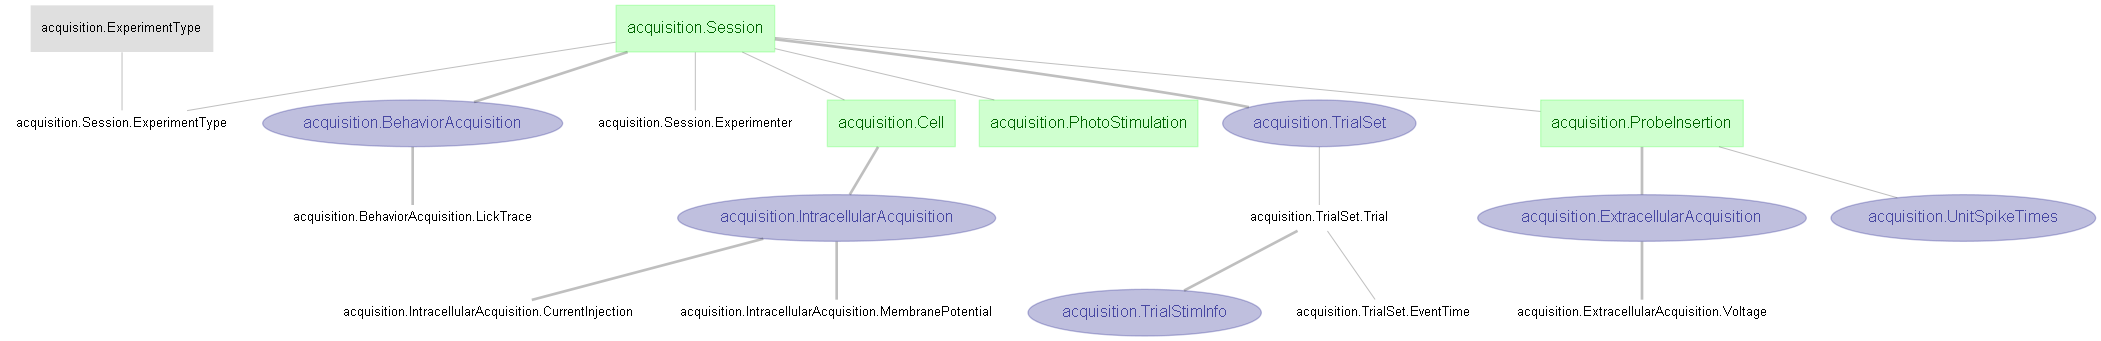 acquisition.ExperimentType
acquisition.Session
acquisition.Session.ExperimentType
acquisition.BehaviorAcquisition
acquisition.Session.Experimenter
acquisition.Cell
acquisition.PhotoStimulation
acquisition.TrialSet
acquisition.ProbeInsertion
acquisition.BehaviorAcquisition.LickTrace
acquisition.IntracellularAcquisition
acquisition.TrialSet.Trial
acquisition.ExtracellularAcquisition
acquisition.UnitSpikeTimes
acquisition.IntracellularAcquisition.CurrentInjection
acquisition.IntracellularAcquisition.MembranePotential
acquisition.TrialStimInfo
acquisition.TrialSet.EventTime
acquisition.ExtracellularAcquisition.Voltage